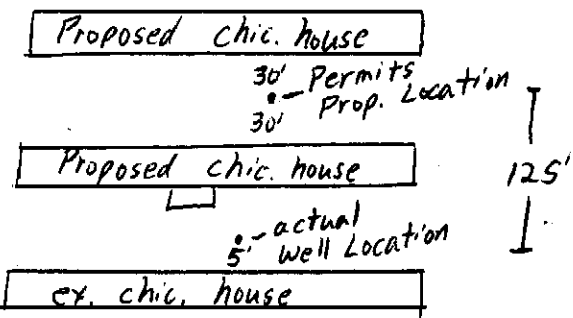 Proposed chic. house
30' Permits
Prop. Location
30'
Proposed chic. house
125'
actual
5' well Location
ex. chic. house